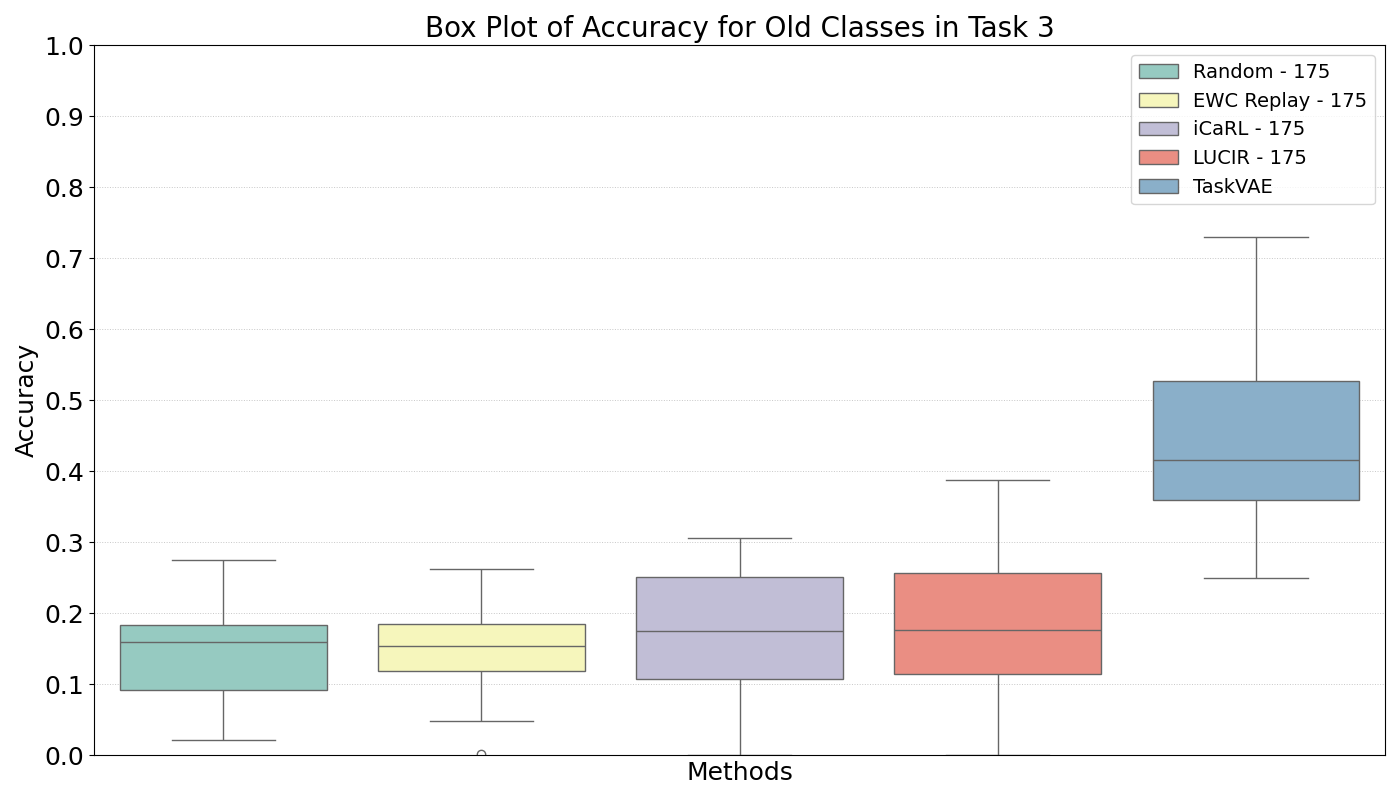 Box Plot of Accuracy for Old Classes in Task 3
1.0
0.9
0.8
0.7
0.6
0.5
0.4
0.3
0.2
0.1
0.0
Accuracy
Methods
Random - 175
EWC Replay - 175
iCaRL - 175
LUCIR - 175
TaskVAE